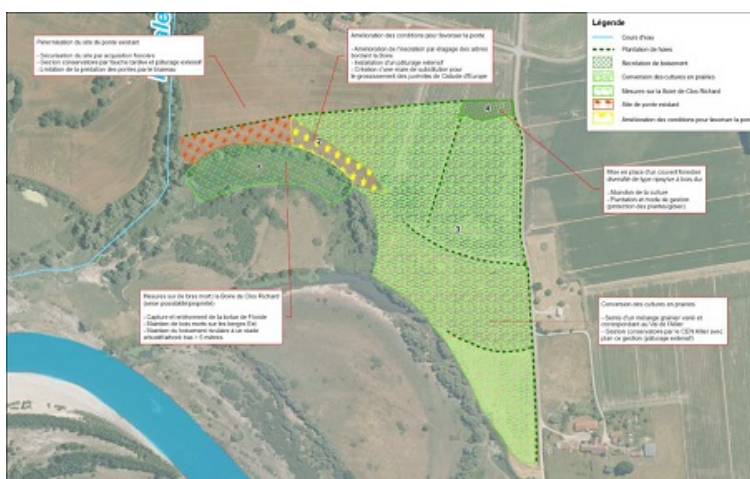 Pérennisation du site de ponte existant
- Sécurisation du site par acquisition foncière
- Gestion conservatoire par fauche tardive et pâturage extensif
- Limitation de la prédation des pontes par le blaireau
Amélioration des conditions pour favoriser la ponte
- Amélioration de l'insolation par élagage des arbres
bordant la Boire
- Installation d'un pâturage extensif
- Création d'une mare de substitution pour
le grossissement des juvéniles de Cistude d'Europe
Légende
Cours d'eau
Plantation de haies
Reconstitution de boisement
Conversion des cultures en prairies
Mesures sur la Boire de Clos Richard
Site de ponte existant
Amélioration des conditions pour favoriser la ponte
4
3
Mise en place d'un couvert forestier
diversifié de type ripisylve à bois dur
- Abandon de la culture
- Plantation et mode de gestion
(protection des plants/gibier)
Mesures sur de bras mort la Boire de Clos Richard
- Capture et enlèvement de la tortue de Floride
- Maintien de bois morts sur les berges Est
- Maintien du boisement rivulaire à un stade
arbustif/arboré bas < 5 mètres
Conversion des cultures en prairies
- Semis d'un mélange grainier varié et
correspondant au Val de l'Allier
- Gestion conservatoire par le CEN Allier avec
plan de gestion (pâturage extensif)